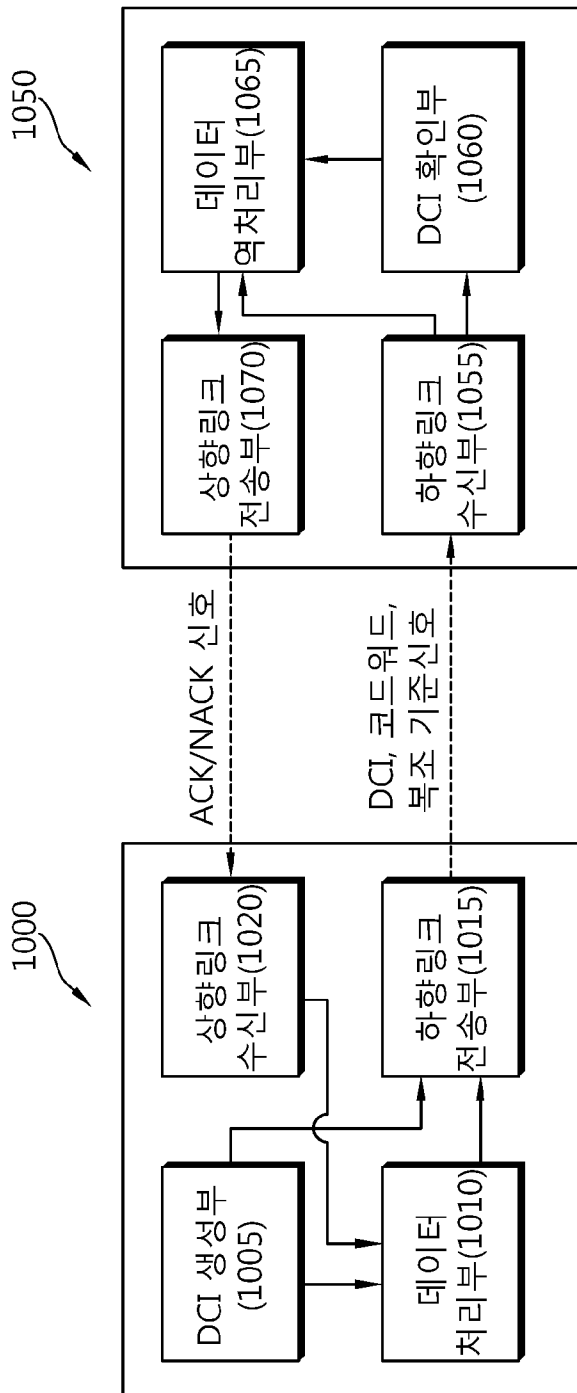 1000
DCI 생성부
(1005)
상향링크
수신부(1020)
데이터
처리부(1010)
하향링크
전송부(1015)
ACK/NACK 신호
DCI, 코드워드,
복조 기준신호
1050
상향링크
전송부(1070)
데이터
역처리부(1065)
하향링크
수신부(1055)
DCI 확인부
(1060)